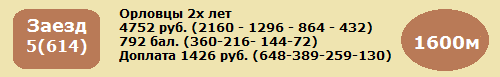 Заезд
5(614)
Орловцы 2х лет
4752 руб. (2160 - 1296 - 864 - 432)
792 бал. (360-216- 144-72)
Доплата 1426 руб. (648-389-259-130)
1600м